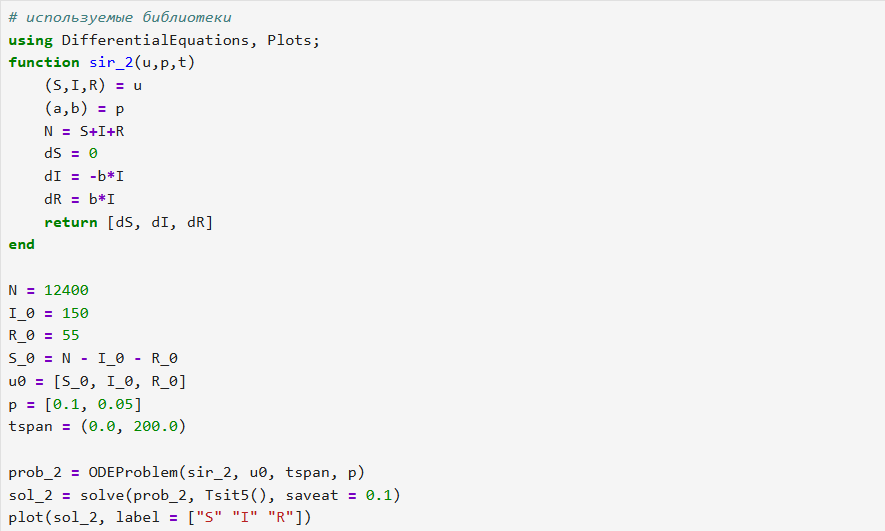 # используемые библиотеки
using DifferentialEquations, Plots;
function sir_2(u,p,t)
    (S,I,R) = u
    (a,b) = p
    N = S+I+R
    dS = 0
    dI = -b*I
    dR = b*I
    return [dS, dI, dR]
end

N = 12400
I_0 = 150
R_0 = 55
S_0 = N - I_0 - R_0
u0 = [S_0, I_0, R_0]
p = [0.1, 0.05]
tspan = (0.0, 200.0)

prob_2 = ODEProblem(sir_2, u0, tspan, p)
sol_2 = solve(prob_2, Tsit5(), saveat = 0.1)
plot(sol_2, label = ["S" "I" "R"])